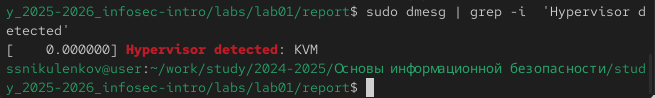 y_2025-2026_infosec-intro/labs/lab01/report$ sudo dmesg | grep -i  'Hypervisor d
etected'
[    0.000000] Hypervisor detected: KVM
ssnikulenkov@user:~/work/study/2024-2025/Основы информационной безопасности/stud
y_2025-2026_infosec-intro/labs/lab01/report$